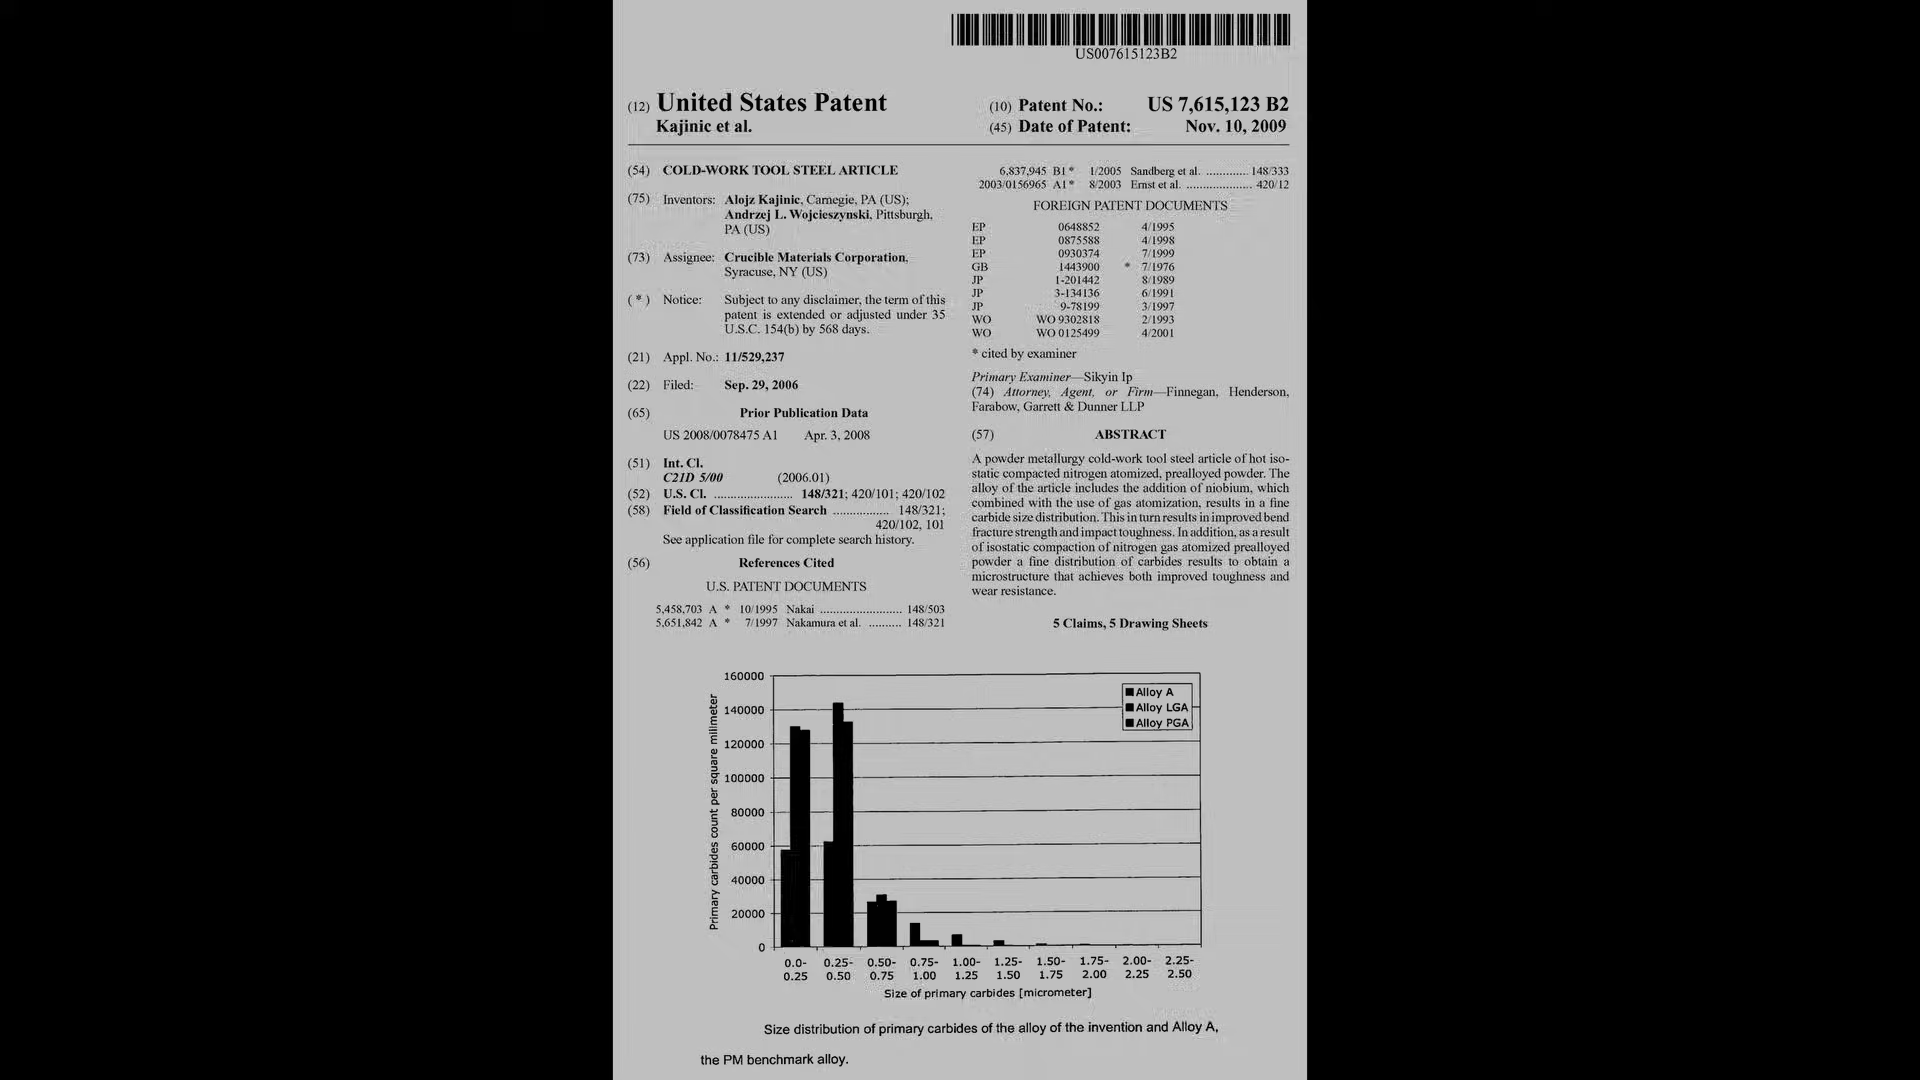 US007615123B2
(12) United States Patent
Kajinic et al.
(10) Patent No.: US 7,615,123 B2
(45) Date of Patent: Nov. 10, 2009
(54) COLD-WORK TOOL STEEL ARTICLE
(75) Inventors: Alojz Kajinic, Carnegie, PA (US);
Andrzej L. Wojcieszynski, Pittsburgh,
PA (US)
(73) Assignee: Crucible Materials Corporation,
Syracuse, NY (US)
( * ) Notice: Subject to any disclaimer, the term of this
patent is extended or adjusted under 35
U.S.C. 154(b) by 568 days.
(21) Appl. No.: 11/529,237
(22) Filed: Sep. 29, 2006
(65) Prior Publication Data
US 2008/0078475 A1 Apr. 3, 2008
(51) Int. Cl.
C21D 5/00 (2006.01)
(52) U.S. Cl. ........................ 148/321; 420/101; 420/102
(58) Field of Classification Search ................. 148/321;
420/102, 101
See application file for complete search history.
(56) References Cited
U.S. PATENT DOCUMENTS
5,458,703 A * 10/1995 Nakai ......................... 148/503
5,651,842 A * 7/1997 Nakamura et al. .......... 148/321
6,837,945 B1 * 1/2005 Sandberg et al. ............. 148/333
2003/0156965 A1 * 8/2003 Ernst et al. .................... 420/12
FOREIGN PATENT DOCUMENTS
EP 0648852 4/1995
EP 0875588 4/1998
EP 0930374 7/1999
GB 1443900 * 7/1976
JP 1-201442 8/1989
JP 3-134136 6/1991
JP 9-78199 3/1997
WO WO 9302818 2/1993
WO WO 0125499 4/2001
* cited by examiner
Primary Examiner—Sikyin Ip
(74) Attorney, Agent, or Firm—Finnegan, Henderson,
Farabow, Garrett & Dunner LLP
(57) ABSTRACT
A powder metallurgy cold-work tool steel article of hot iso-
static compacted nitrogen atomized, prealloyed powder. The
alloy of the article includes the addition of niobium, which
combined with the use of gas atomization, results in a fine
carbide size distribution. This in turn results in improved bend
fracture strength and impact toughness. In addition, as a result
of isostatic compaction of nitrogen gas atomized prealloyed
powder a fine distribution of carbides results to obtain a
microstructure that achieves both improved toughness and
wear resistance.
5 Claims, 5 Drawing Sheets
Primary carbides count per square milimeter
160000
140000
120000
100000
80000
60000
40000
20000
0
Alloy A
Alloy LGA
Alloy PGA
0.0- 0.25- 0.50- 0.75- 1.00- 1.25- 1.50- 1.75- 2.00- 2.25-
0.25 0.50 0.75 1.00 1.25 1.50 1.75 2.00 2.25 2.50
Size of primary carbides [micrometer]
Size distribution of primary carbides of the alloy of the invention and Alloy A,
the PM benchmark alloy.